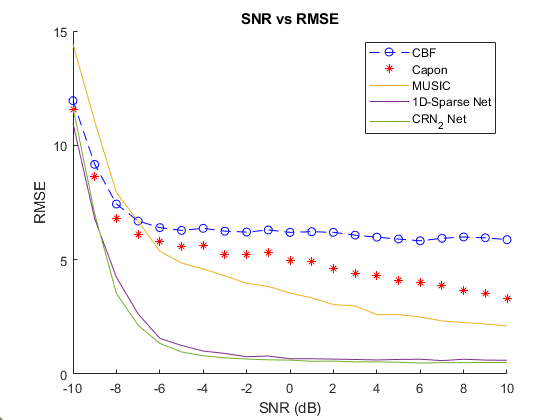 SNR vs RMSE
15
10
5
0
RMSE
CBF
Capon
MUSIC
1D-Sparse Net
CRN2 Net
-10 -8 -6 -4 -2 0 2 4 6 8 10
SNR (dB)